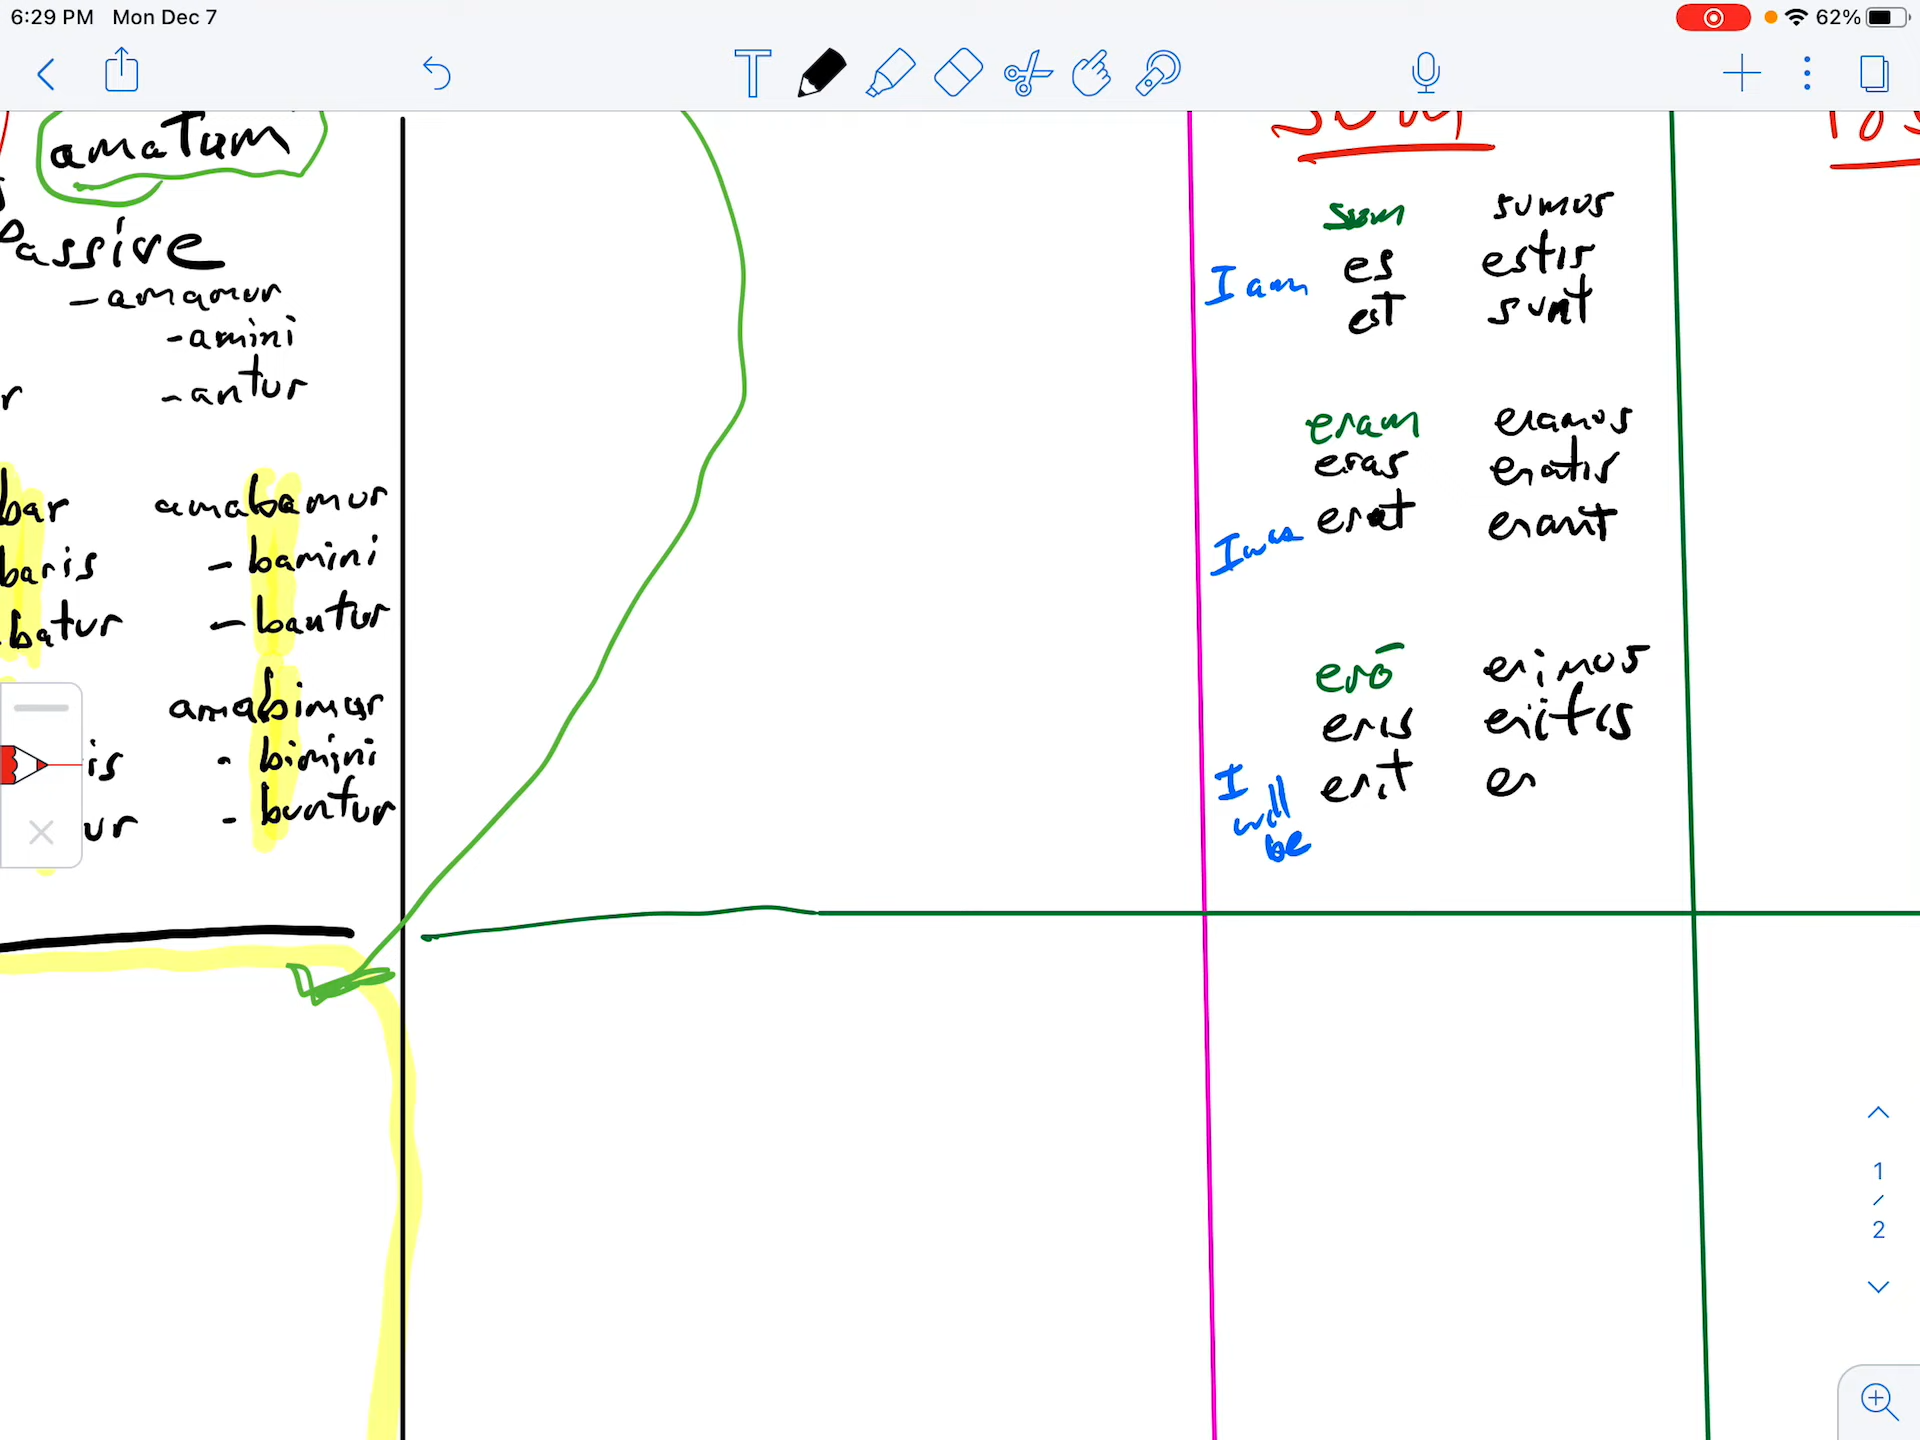 6:29 PM Mon Dec 7
62%
amatum
Passive
-amamur
-amini
r -antur
bar amabamur
baris - bamini
batur - bantur
amabimur
is - bimini
ur - buntur
sum sumus
I am es estis
est sunt
eram eramus
eras eratis
I was erat erant
erō erimus
eris eritis
I will be erit er
1
/
2